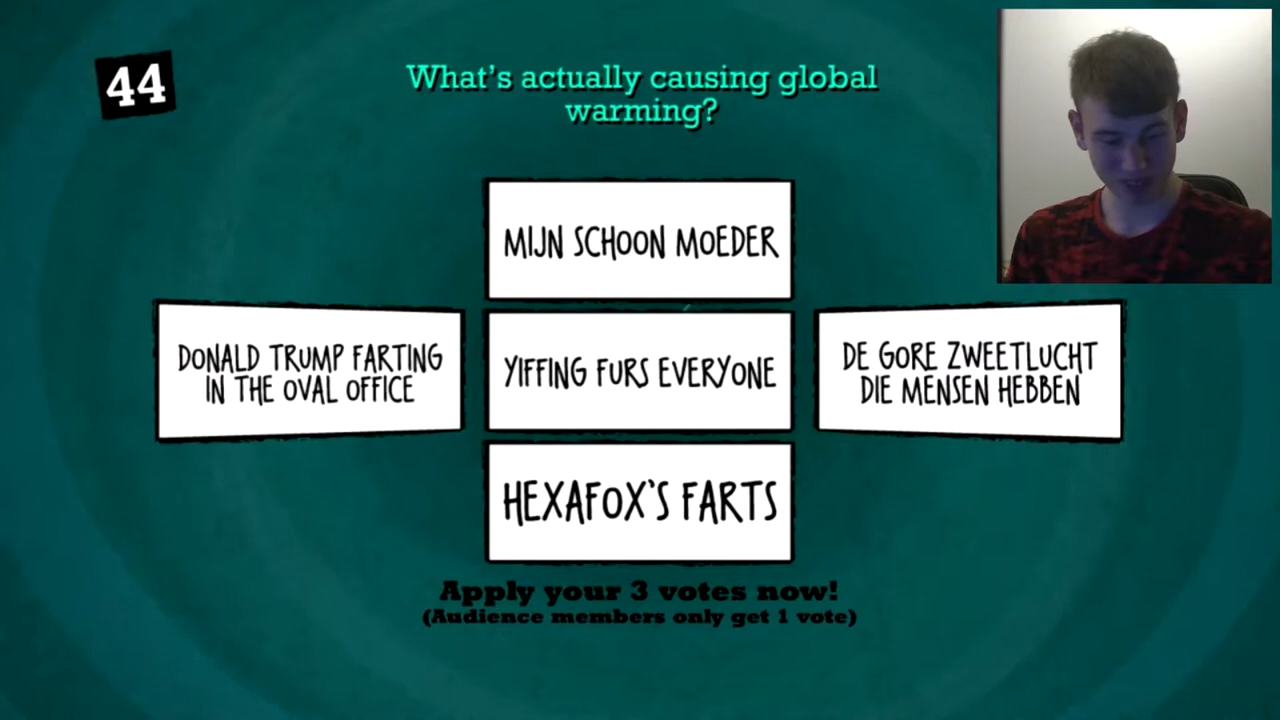 44
What's actually causing global
warming?
MIJN SCHOON MOEDER
DONALD TRUMP FARTING
IN THE OVAL OFFICE
YIFFING FURS EVERYONE
DE GORE ZWEETLUCHT
DIE MENSEN HEBBEN
HEXAFOX'S FARTS
Apply your 3 votes now!
(Audience members only get 1 vote)